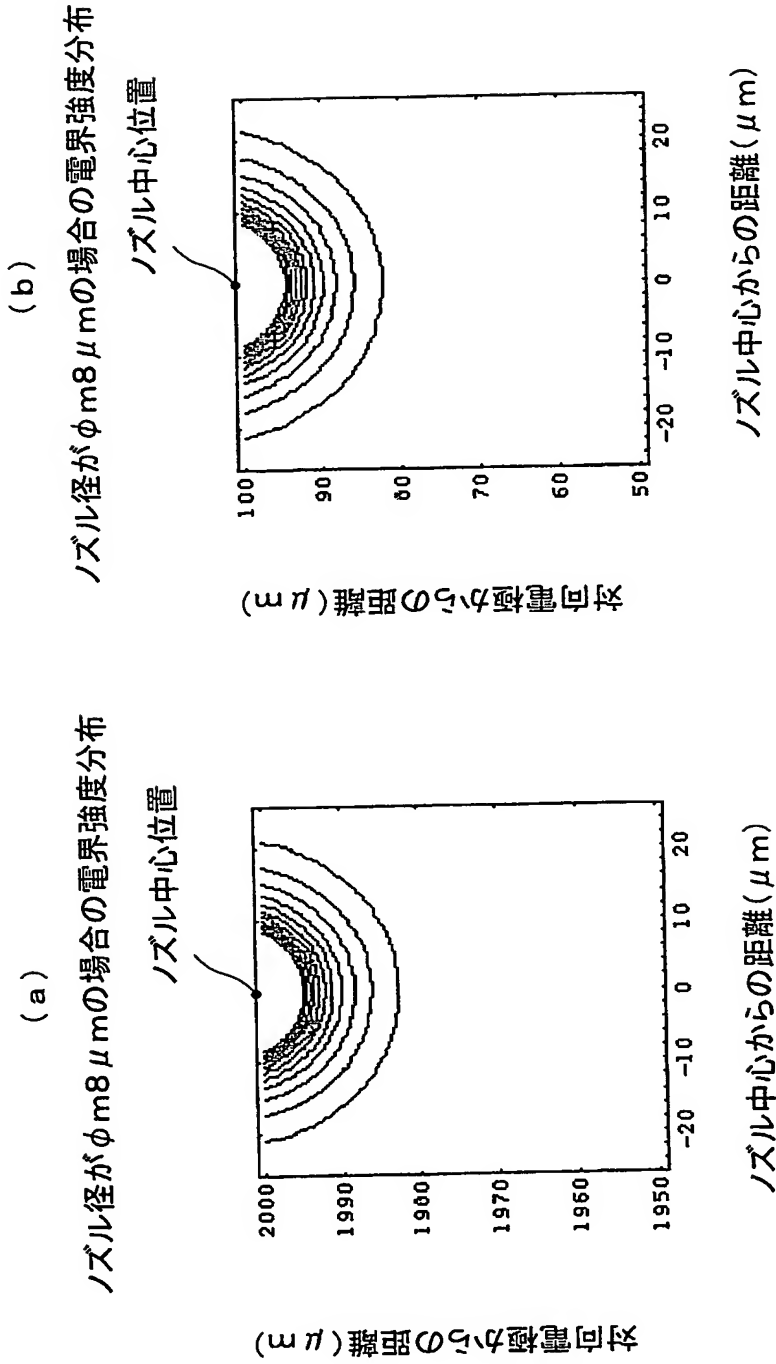 (a)
ノズル径がφm8μmの場合の電界強度分布
ノズル中心位置
2000
1990
1980
1970
1960
1950
-20
-10
0
10
20
対向電極からの距離(μm)
ノズル中心からの距離(μm)
(b)
ノズル径がφm8μmの場合の電界強度分布
ノズル中心位置
100
90
80
70
60
50
-20
-10
0
10
20
対向電極からの距離(μm)
ノズル中心からの距離(μm)